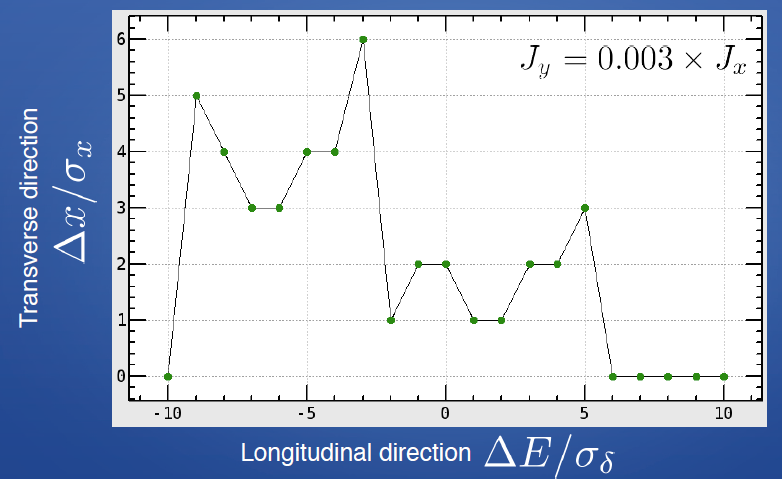 6
5
4
3
2
1
0
J_y = 0.003 × J_x
Transverse direction
Δx/σ_x
-10 -5 0 5 10
Longitudinal direction ΔE/σ_δ